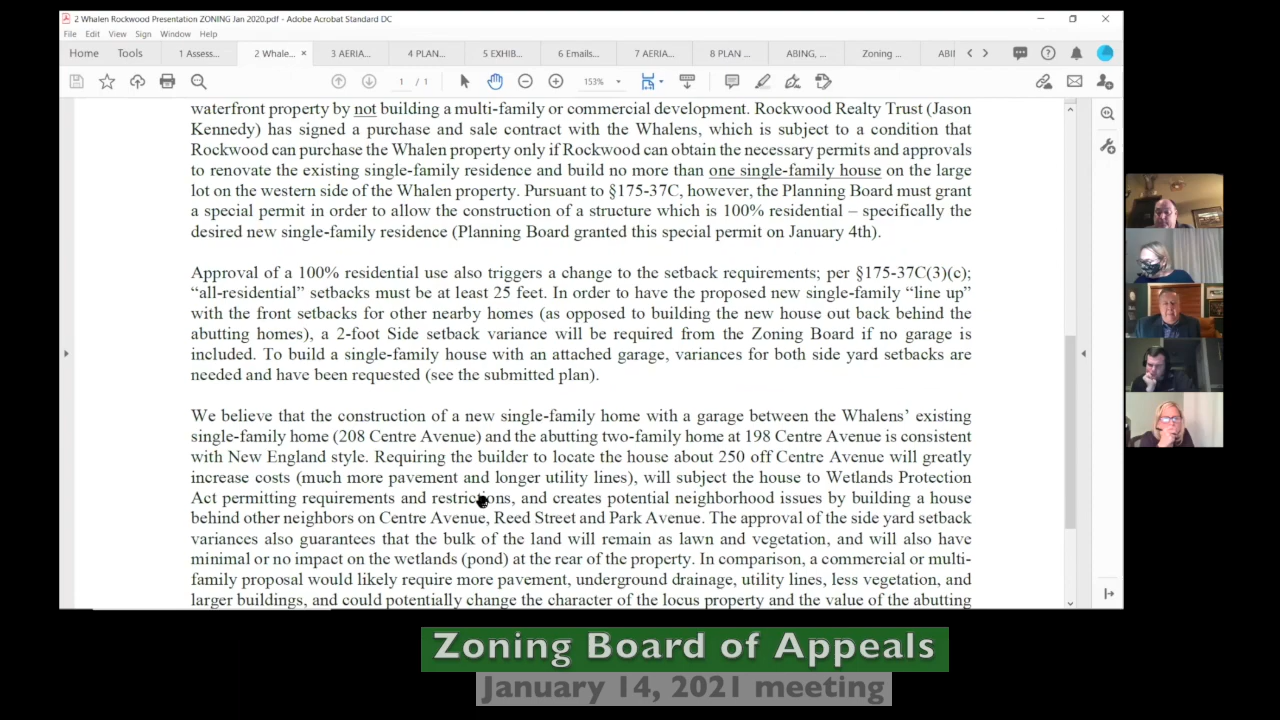 2 Whalen Rockwood Presentation ZONING Jan 2020.pdf - Adobe Acrobat Standard DC
File Edit View Sign Window Help
Home Tools 1 Assess... 2 Whale... × 3 AERIA... 4 PLAN... 5 EXHIB... 6 Emails... 7 AERIA... 8 PLAN ... ABING, ... Zoning ... ABII
1 / 1 153%
waterfront property by not building a multi-family or commercial development. Rockwood Realty Trust (Jason
Kennedy) has signed a purchase and sale contract with the Whalens, which is subject to a condition that
Rockwood can purchase the Whalen property only if Rockwood can obtain the necessary permits and approvals
to renovate the existing single-family residence and build no more than one single-family house on the large
lot on the western side of the Whalen property. Pursuant to §175-37C, however, the Planning Board must grant
a special permit in order to allow the construction of a structure which is 100% residential – specifically the
desired new single-family residence (Planning Board granted this special permit on January 4th).
Approval of a 100% residential use also triggers a change to the setback requirements; per §175-37C(3)(c);
“all-residential” setbacks must be at least 25 feet. In order to have the proposed new single-family “line up”
with the front setbacks for other nearby homes (as opposed to building the new house out back behind the
abutting homes), a 2-foot Side setback variance will be required from the Zoning Board if no garage is
included. To build a single-family house with an attached garage, variances for both side yard setbacks are
needed and have been requested (see the submitted plan).
We believe that the construction of a new single-family home with a garage between the Whalens’ existing
single-family home (208 Centre Avenue) and the abutting two-family home at 198 Centre Avenue is consistent
with New England style. Requiring the builder to locate the house about 250 off Centre Avenue will greatly
increase costs (much more pavement and longer utility lines), will subject the house to Wetlands Protection
Act permitting requirements and restrictions, and creates potential neighborhood issues by building a house
behind other neighbors on Centre Avenue, Reed Street and Park Avenue. The approval of the side yard setback
variances also guarantees that the bulk of the land will remain as lawn and vegetation, and will also have
minimal or no impact on the wetlands (pond) at the rear of the property. In comparison, a commercial or multi-
family proposal would likely require more pavement, underground drainage, utility lines, less vegetation, and
larger buildings, and could potentially change the character of the locus property and the value of the abutting
Zoning Board of Appeals
January 14, 2021 meeting